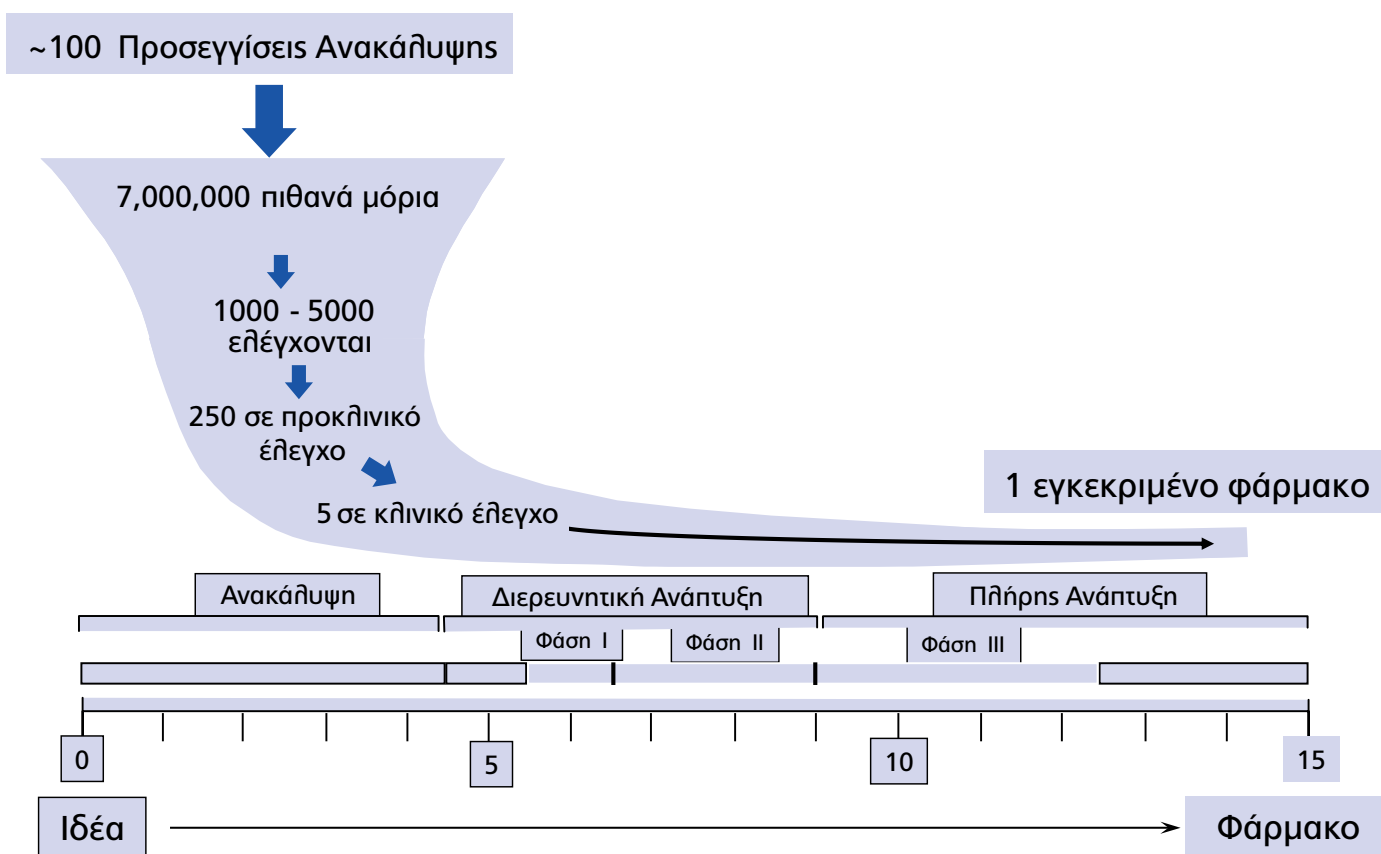 ~100 Προσεγγίσεις Ανακάλυψης
7,000,000 πιθανά μόρια
1000 - 5000
ελέγχονται
250 σε προκλινικό
έλεγχο
5 σε κλινικό έλεγχο
1 εγκεκριμένο φάρμακο
Ανακάλυψη
Διερευνητική Ανάπτυξη
Πλήρης Ανάπτυξη
Φάση I
Φάση II
Φάση III
0
5
10
15
Ιδέα
Φάρμακο